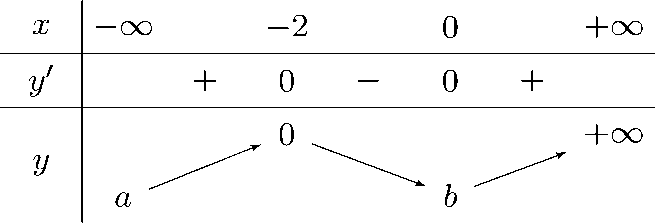 x −∞ −2 0 +∞
y′ + 0 − 0 +
0 +∞
y
a b